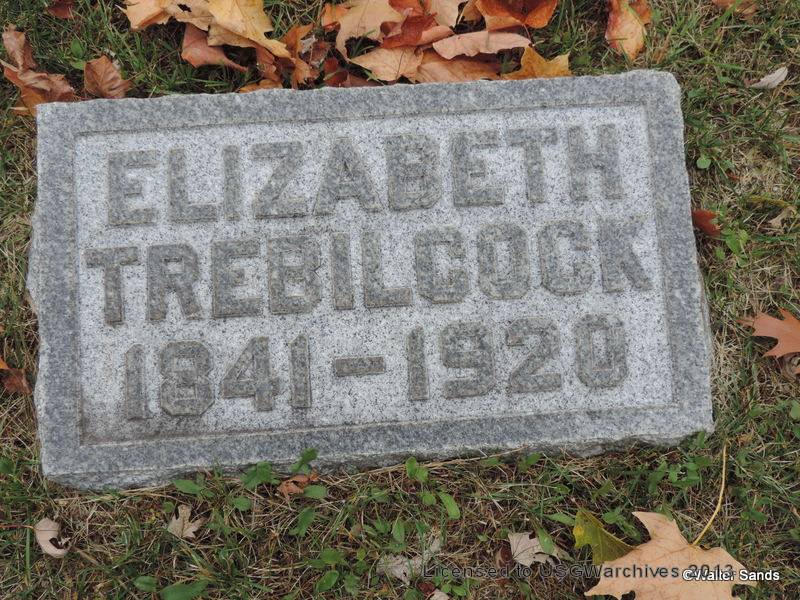 ELIZABETH
TREBILCOCK
1841-1920
Licensed to USGWarchives 2013
©Walter Sands